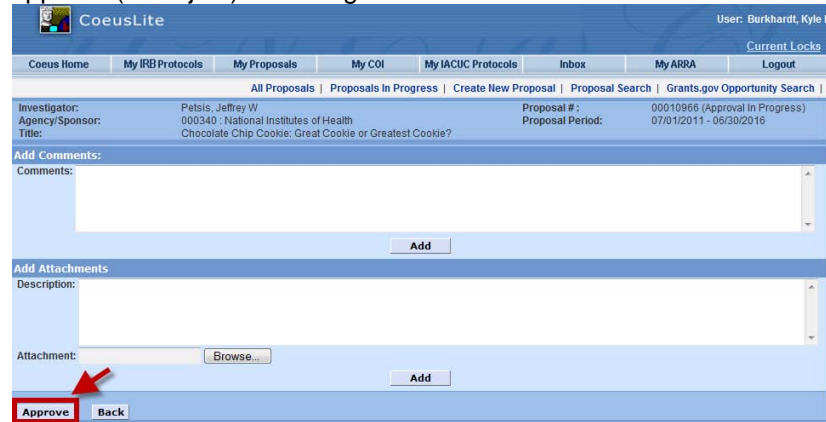 CoeusLite
User: Burkhardt, Kyle
Current Locks
Coeus Home My IRB Protocols My Proposals My COI My IACUC Protocols Inbox My ARRA Logout
All Proposals | Proposals In Progress | Create New Proposal | Proposal Search | Grants.gov Opportunity Search |
Investigator: Petsis, Jeffrey W Proposal #: 00010966 (Approval In Progress)
Agency/Sponsor: 000340 : National Institutes of Health Proposal Period: 07/01/2011 - 06/30/2016
Title: Chocolate Chip Cookie: Great Cookie or Greatest Cookie?
Add Comments:
Comments:
Add
Add Attachments
Description:
Attachment: Browse...
Add
Approve Back